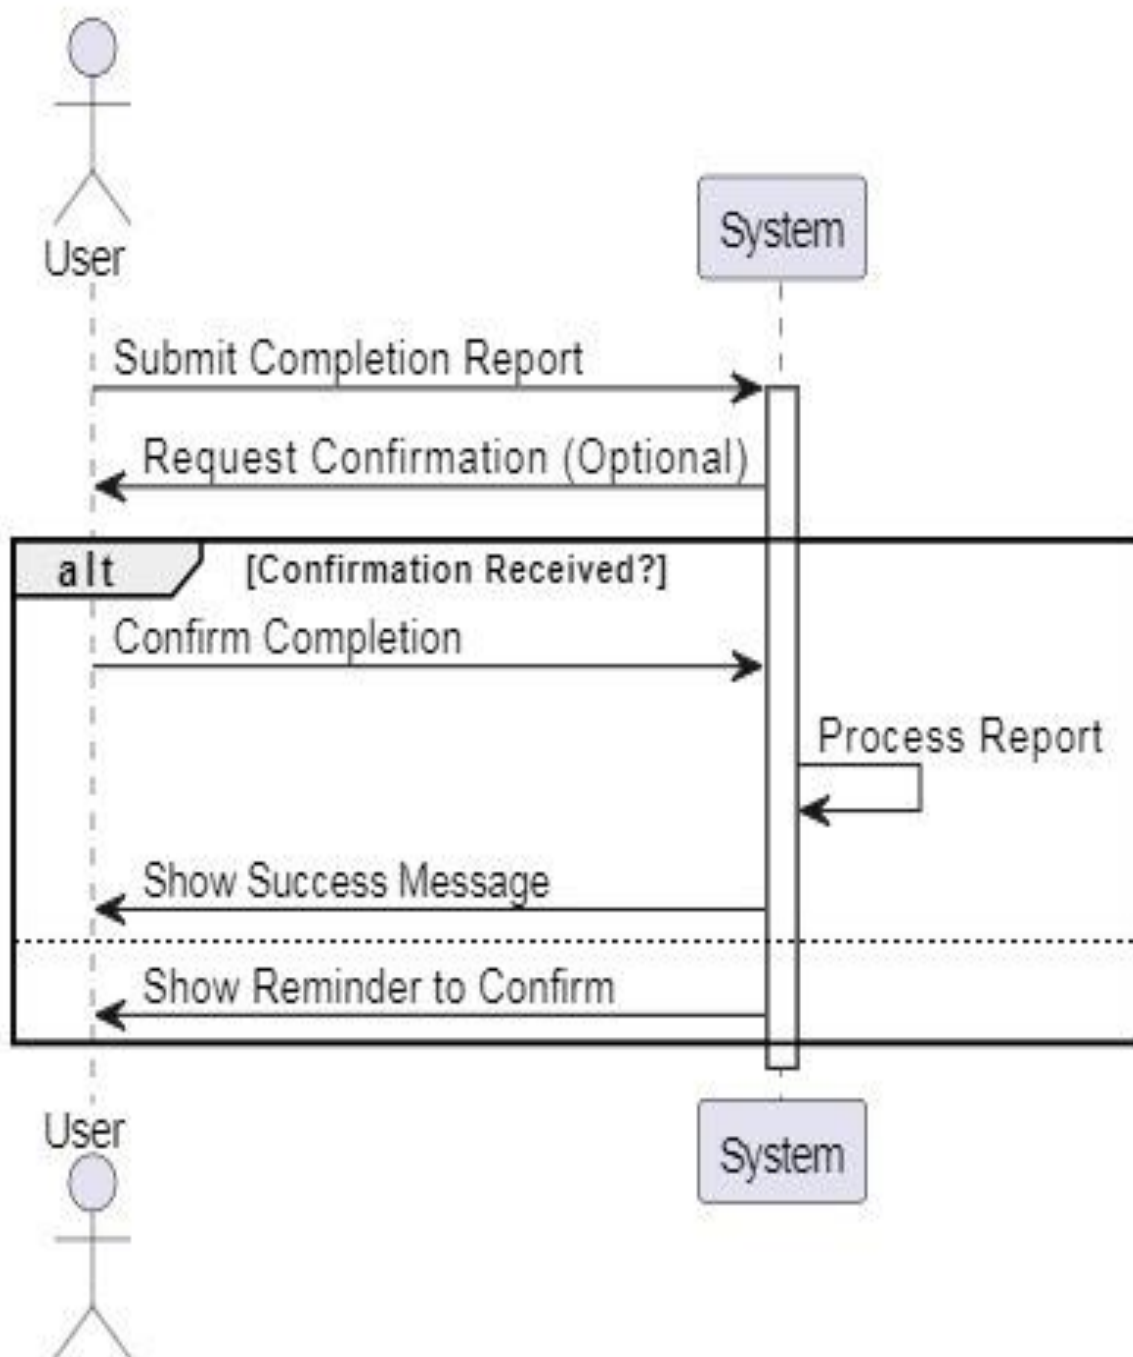 User
System
Submit Completion Report
Request Confirmation (Optional)
alt
[Confirmation Received?]
Confirm Completion
Process Report
Show Success Message
Show Reminder to Confirm
User
System